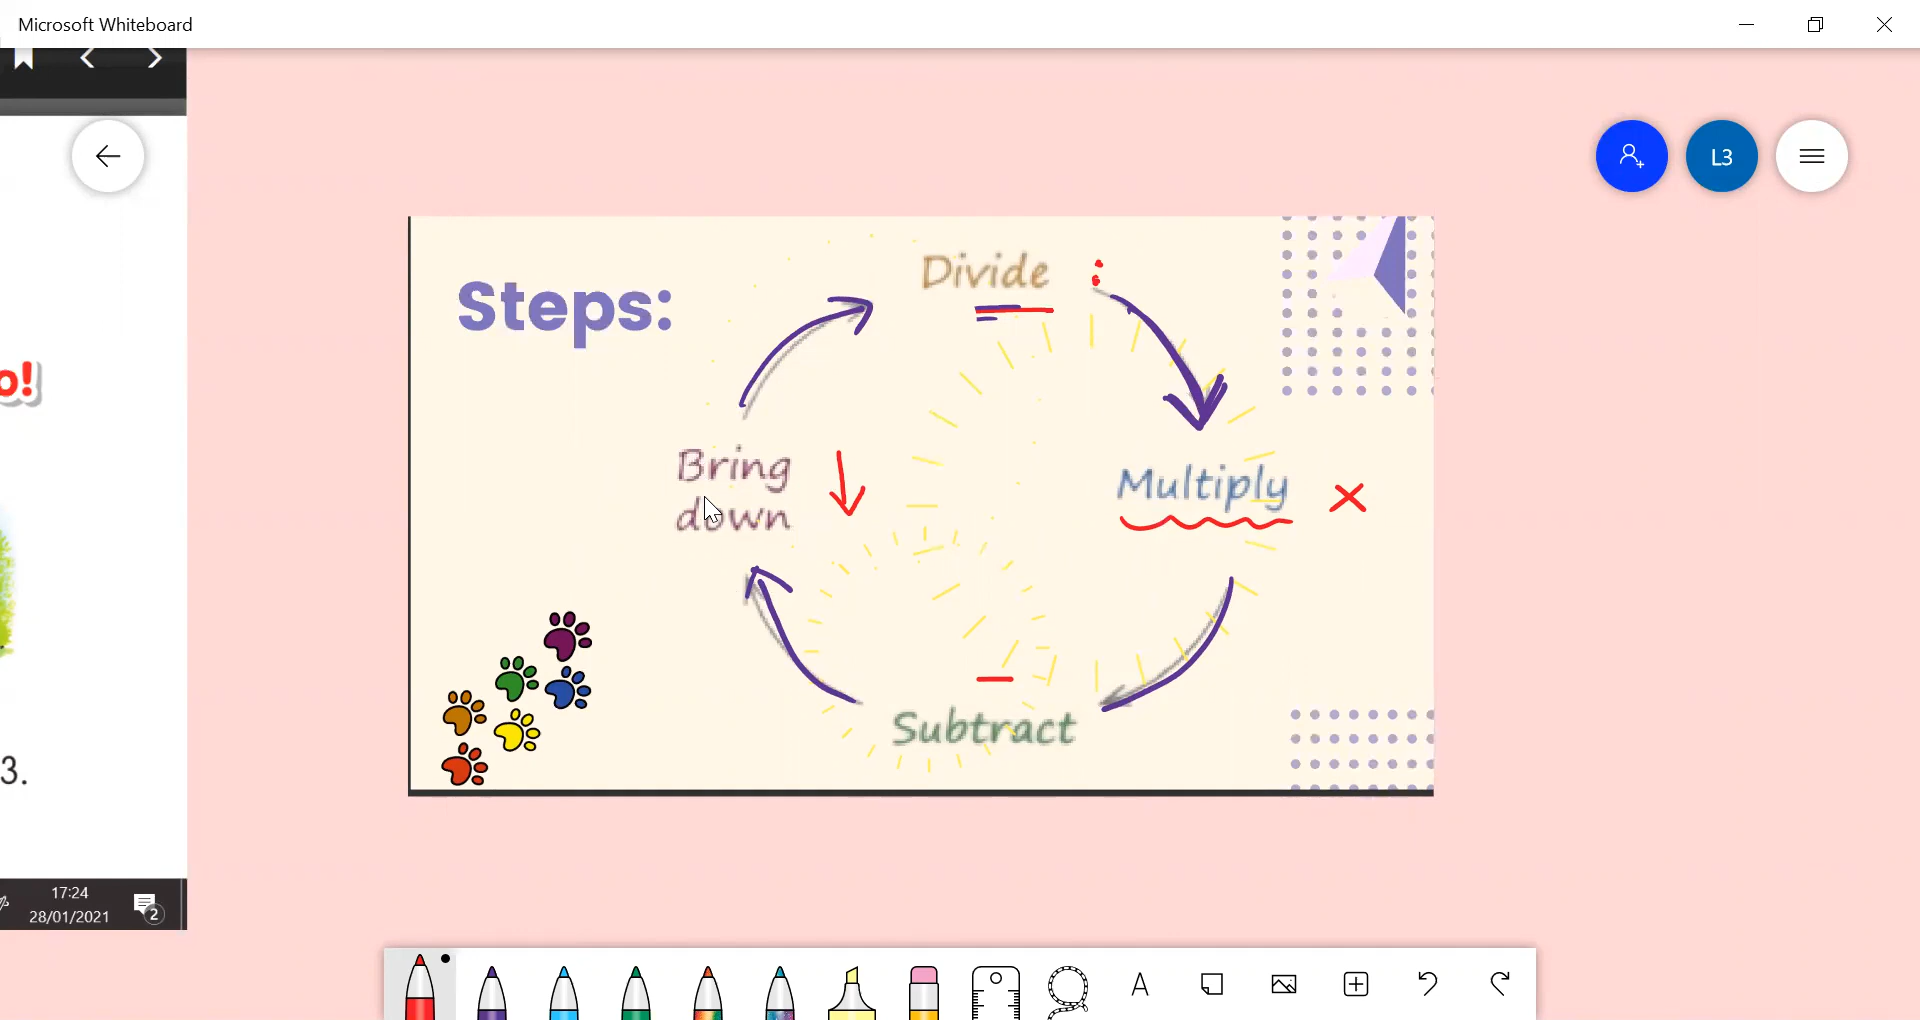 Microsoft Whiteboard
L3
Steps:
Divide :
Bring
down
Multiply ×
Subtract
o!
3.
17:24
28/01/2021
2
A